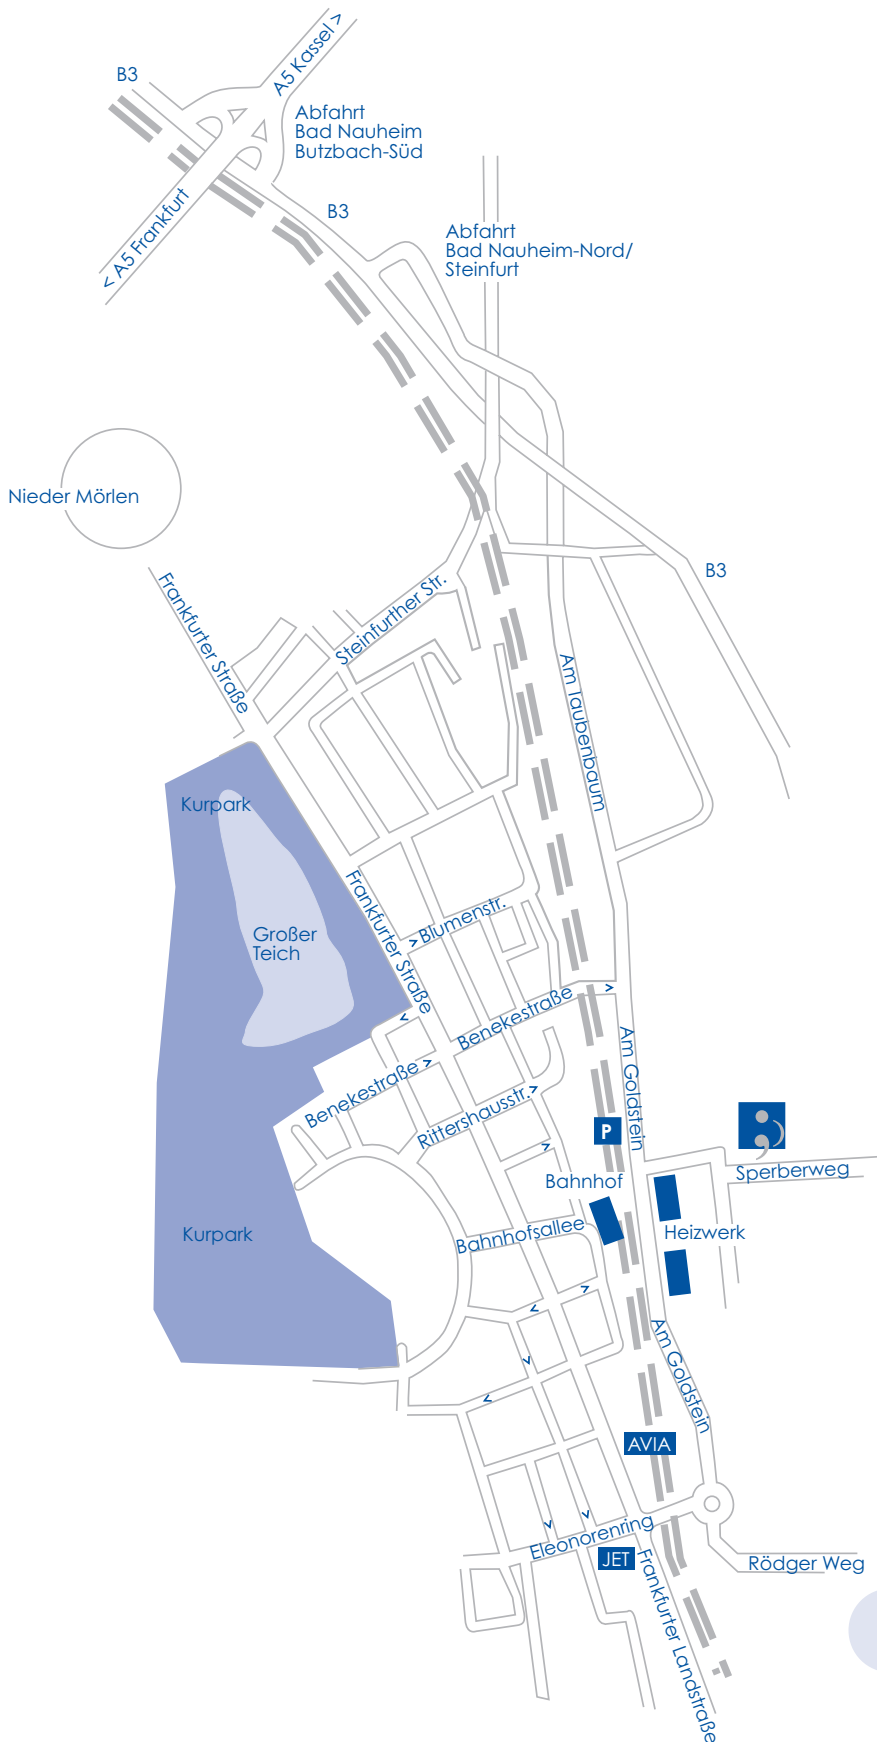 B3
A5 Kassel >
Abfahrt
Bad Nauheim
Butzbach-Süd
< A5 Frankfurt
B3
Abfahrt
Bad Nauheim-Nord/
Steinfurt
Nieder Mörlen
B3
Frankfurter Straße
Steinfurther Str.
Am Taubenbaum
Kurpark
Großer
Teich
Frankfurter Straße
> Blumenstr.
Benekestraße >
Am Goldstein
Benekestraße >
Rittershausstr. >
P
Bahnhof
Sperberweg
Kurpark
Bahnhofsallee
Heizwerk
Am Goldstein
AVIA
Eleonorenring
JET
Frankfurter Landstraße
Rödger Weg